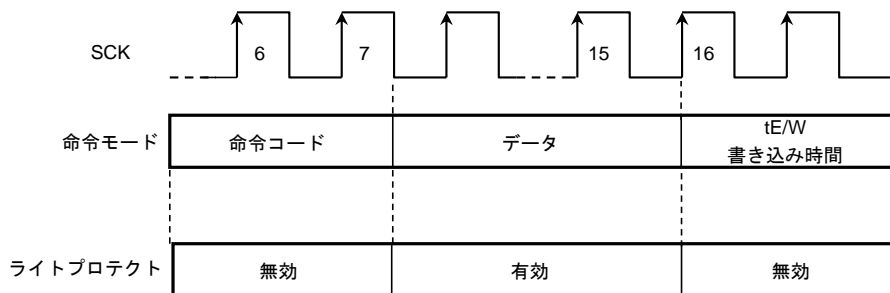 SCK
6
7
15
16
命令モード
命令コード
データ
tE/W
書き込み時間
ライトプロテクト
無効
有効
無効